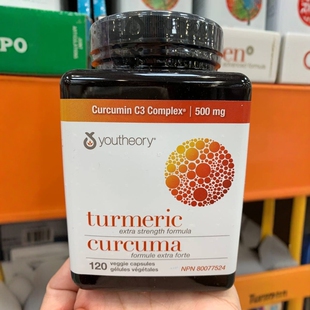 PO
Curcumin C3 Complex® | 500 mg
youtheory®
turmeric
extra strength formula
curcuma
formule extra forte
120 veggie capsules
gélules végétales
NPN 80077524